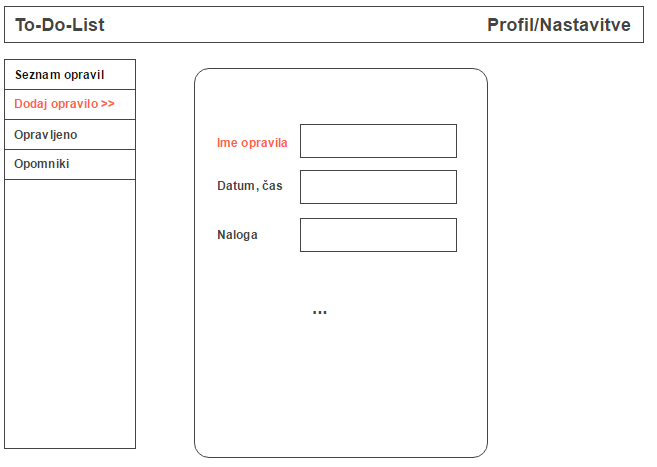 To-Do-List
Profil/Nastavitve
Seznam opravil
Dodaj opravilo >>
Opravljeno
Opomniki
Ime opravila
Datum, čas
Naloga
...